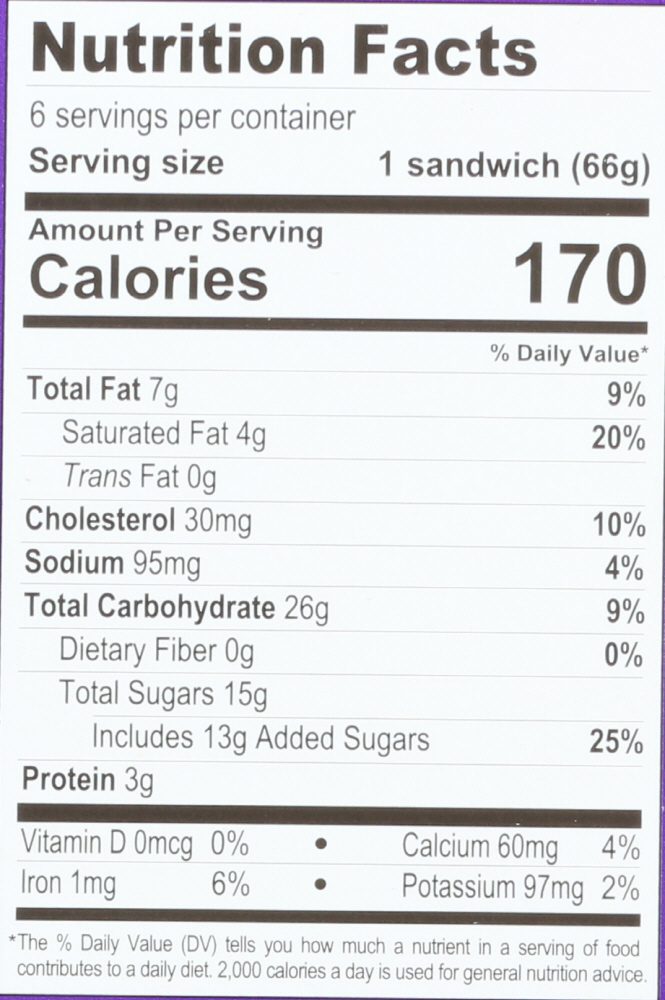 Nutrition Facts
6 servings per container
Serving size 1 sandwich (66g)
Amount Per Serving
Calories 170
% Daily Value*
Total Fat 7g 9%
Saturated Fat 4g 20%
Trans Fat 0g
Cholesterol 30mg 10%
Sodium 95mg 4%
Total Carbohydrate 26g 9%
Dietary Fiber 0g 0%
Total Sugars 15g
Includes 13g Added Sugars 25%
Protein 3g
Vitamin D 0mcg 0% • Calcium 60mg 4%
Iron 1mg 6% • Potassium 97mg 2%
*The % Daily Value (DV) tells you how much a nutrient in a serving of food
contributes to a daily diet. 2,000 calories a day is used for general nutrition advice.